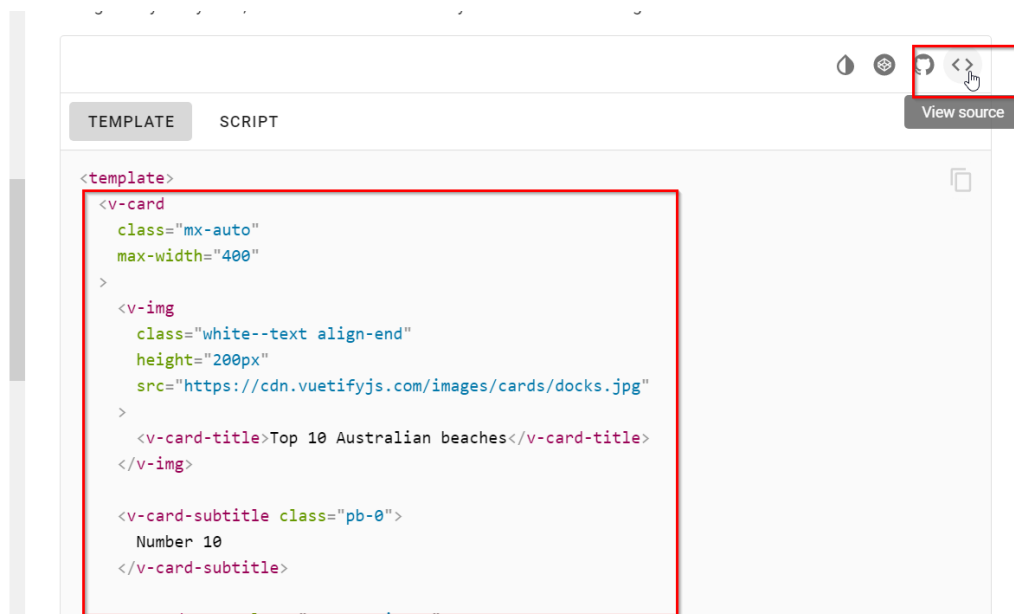 View source
TEMPLATE SCRIPT
<template>
<v-card
class="mx-auto"
max-width="400"
>
<v-img
class="white--text align-end"
height="200px"
src="https://cdn.vuetifyjs.com/images/cards/docks.jpg"
>
<v-card-title>Top 10 Australian beaches</v-card-title>
</v-img>
<v-card-subtitle class="pb-0">
Number 10
</v-card-subtitle>